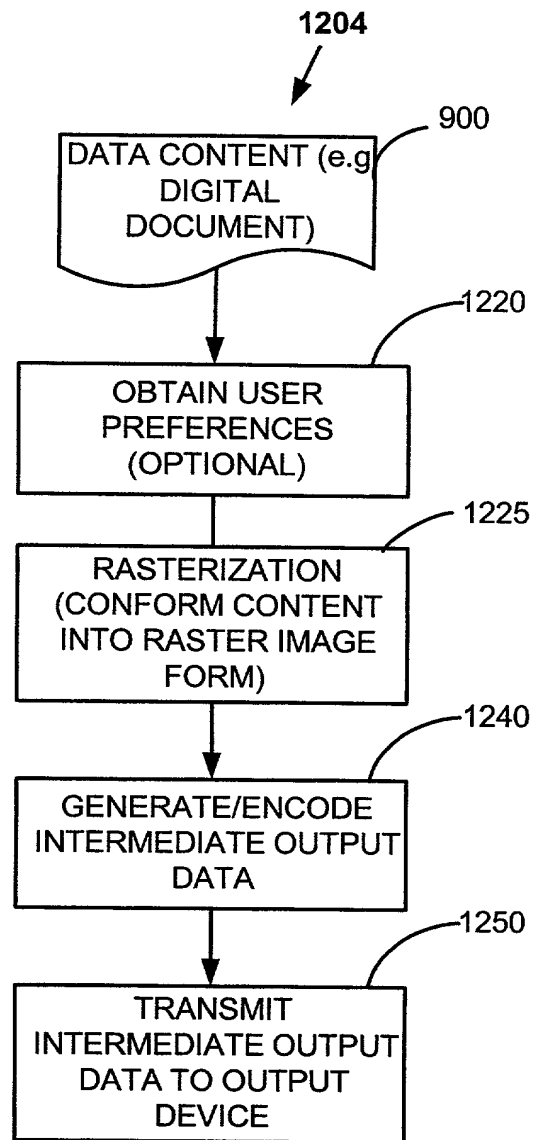 1204
900
DATA CONTENT (e.g
DIGITAL
DOCUMENT)
1220
OBTAIN USER
PREFERENCES
(OPTIONAL)
1225
RASTERIZATION
(CONFORM CONTENT
INTO RASTER IMAGE
FORM)
1240
GENERATE/ENCODE
INTERMEDIATE OUTPUT
DATA
1250
TRANSMIT
INTERMEDIATE OUTPUT
DATA TO OUTPUT
DEVICE